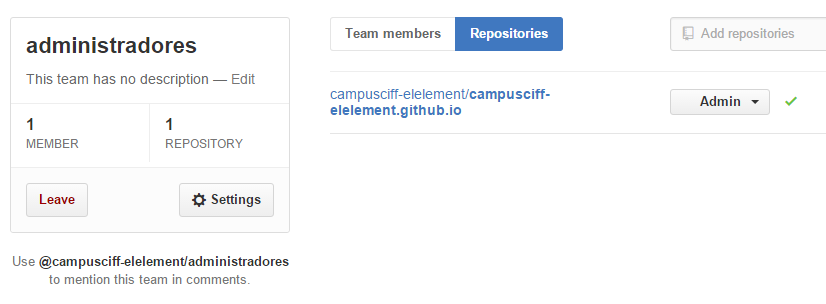 administradores
This team has no description — Edit
1
MEMBER
1
REPOSITORY
Leave
Settings
Use @campusciff-elelement/administradores
to mention this team in comments.
Team members
Repositories
Add repositories
campusciff-elelement/campusciff-
elelement.github.io
Admin